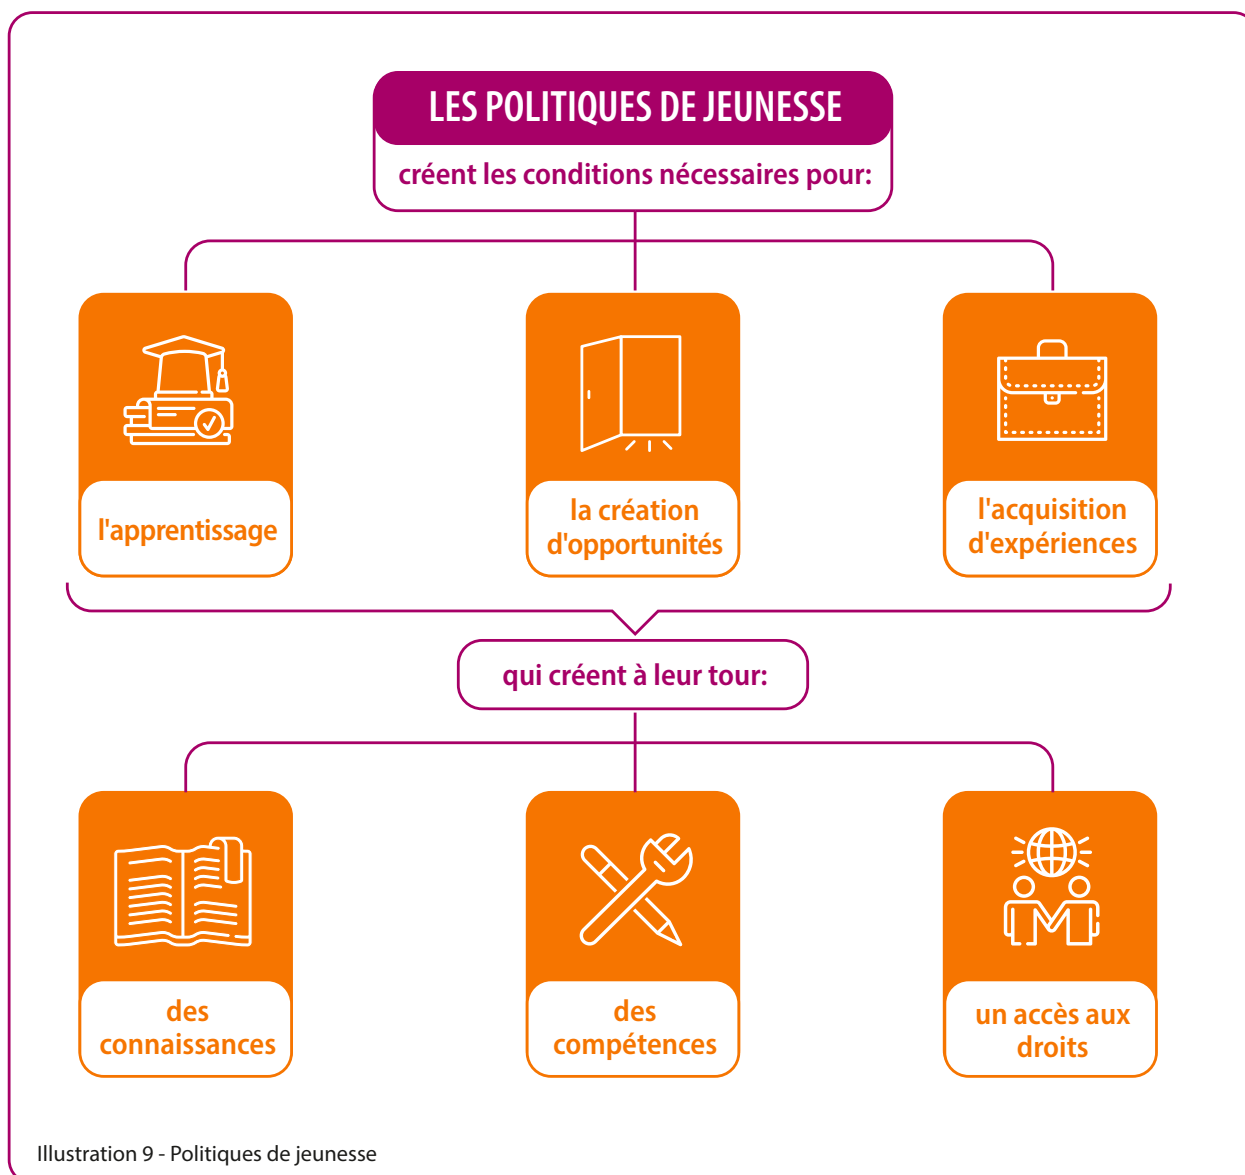 LES POLITIQUES DE JEUNESSE
créent les conditions nécessaires pour:
l'apprentissage
la création
d'opportunités
l'acquisition
d'expériences
qui créent à leur tour:
des
connaissances
des
compétences
un accès aux
droits
Illustration 9 - Politiques de jeunesse